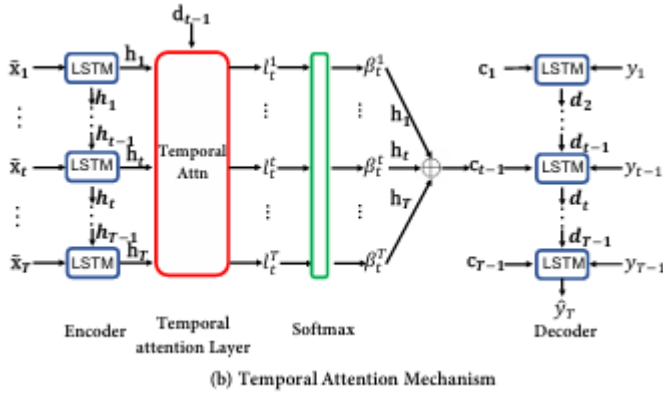 d_{t-1}
x̃_1 LSTM h_1 l_t^1 β_t^1 c_1 LSTM y_1
h_1 h_1 d_2
h_{t-1} Temporal h_t d_{t-1}
x̃_t LSTM h_t Attn l_t^t β_t^t ⊕ c_{t-1} LSTM y_{t-1}
h_t h_T d_t
h_{T-1} d_{T-1}
x̃_T LSTM h_T l_t^T β_t^T c_{T-1} LSTM y_{T-1}
ŷ_T
Encoder Temporal attention Layer Softmax Decoder
(b) Temporal Attention Mechanism